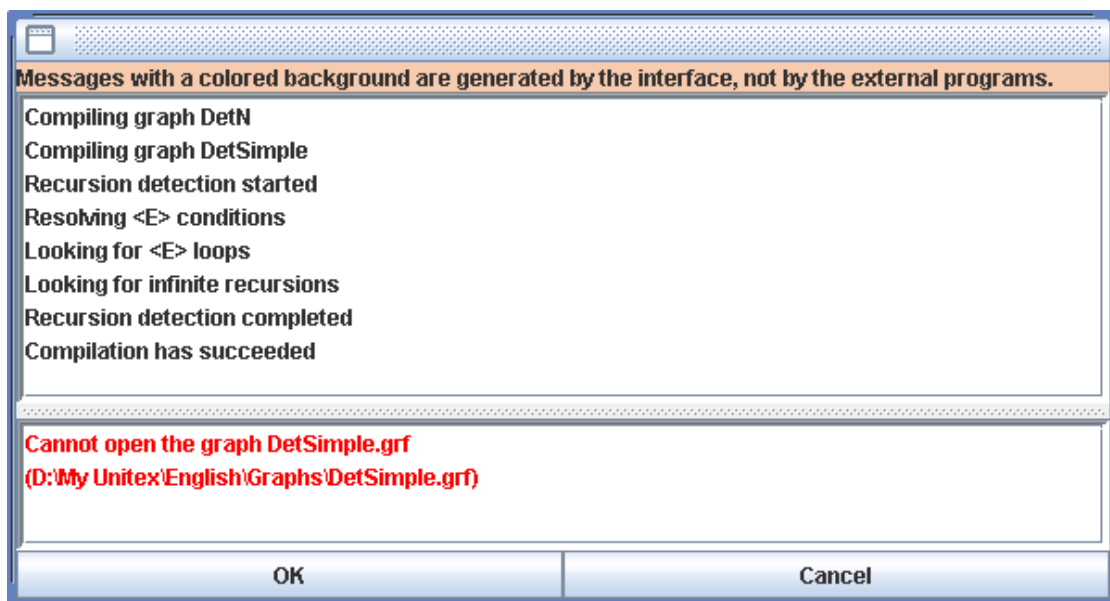 Messages with a colored background are generated by the interface, not by the external programs.
Compiling graph DetN
Compiling graph DetSimple
Recursion detection started
Resolving <E> conditions
Looking for <E> loops
Looking for infinite recursions
Recursion detection completed
Compilation has succeeded
Cannot open the graph DetSimple.grf
(D:\My Unitex\English\Graphs\DetSimple.grf)
OK
Cancel